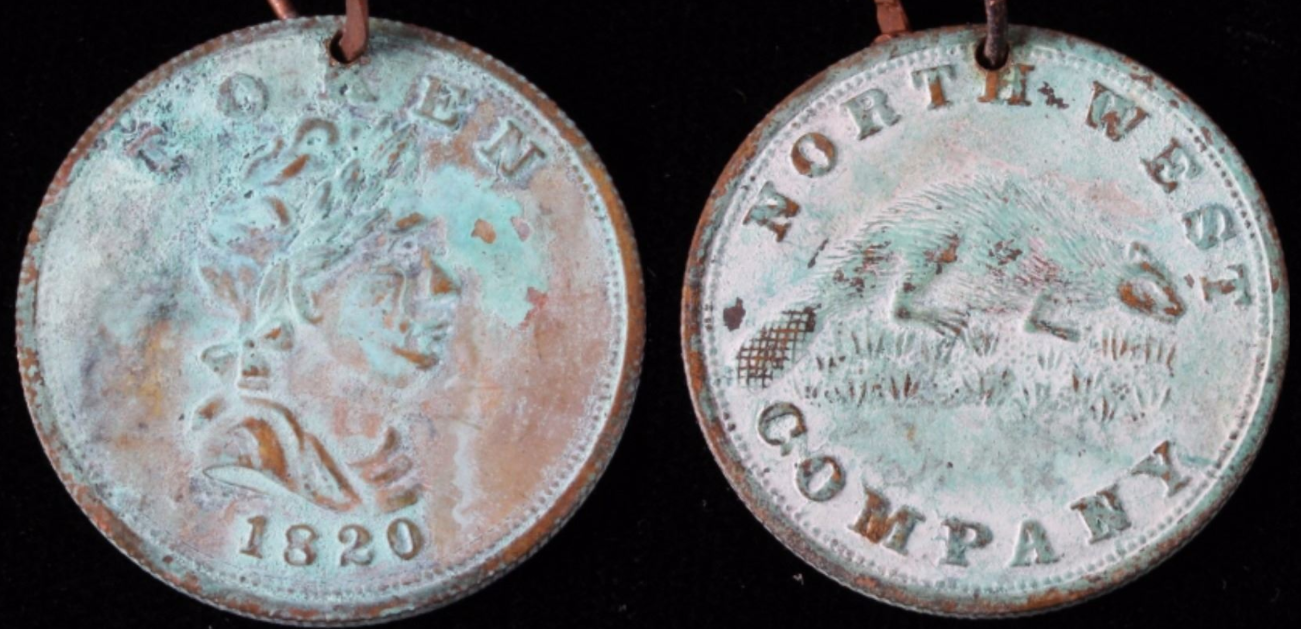 TOKEN
1820
NORTH WEST
COMPANY